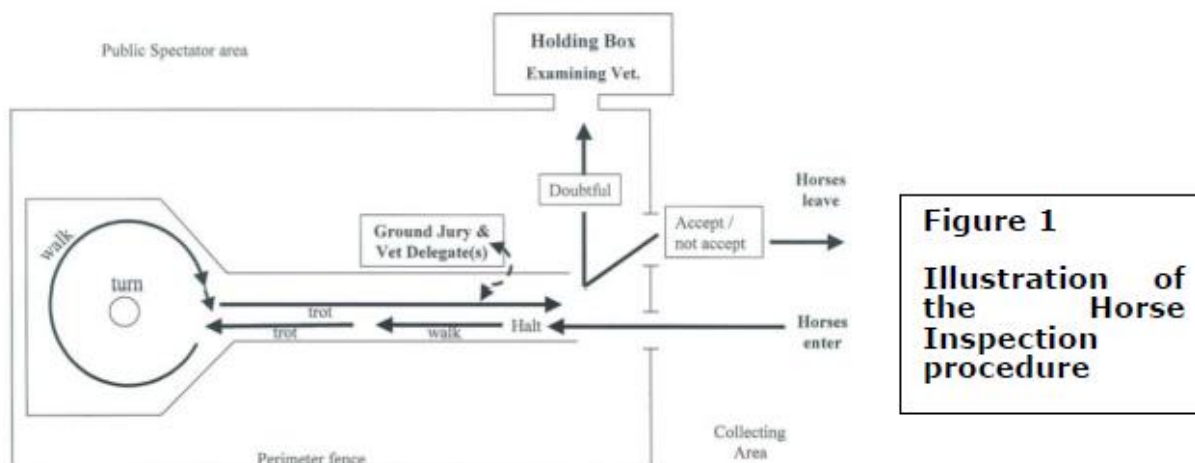 Public Spectator area
Holding Box
Examining Vet.
Doubtful
Horses
leave
Accept /
not accept
Ground Jury &
Vet Delegate(s)
walk
turn
trot
trot
walk
Halt
Horses
enter
Collecting
Area
Perimeter fence
Figure 1
Illustration of
the Horse
Inspection
procedure